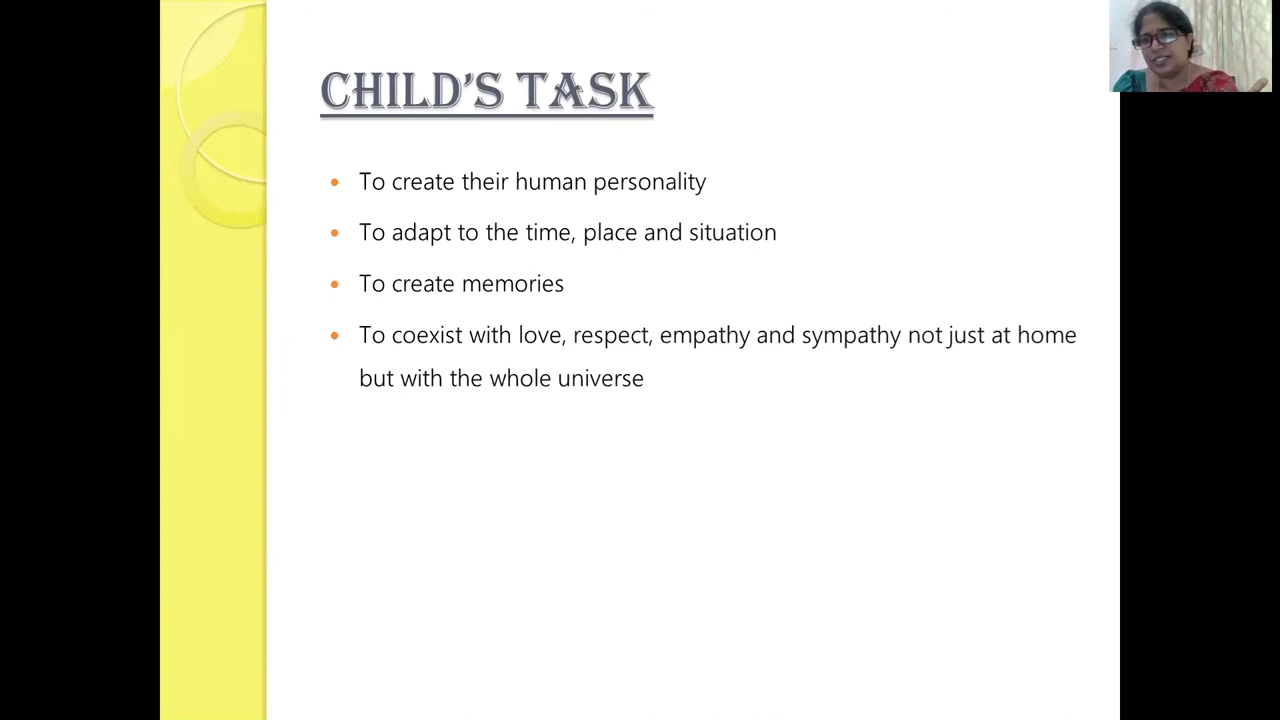 CHILD'S TASK
To create their human personality
To adapt to the time, place and situation
To create memories
To coexist with love, respect, empathy and sympathy not just at home
but with the whole universe